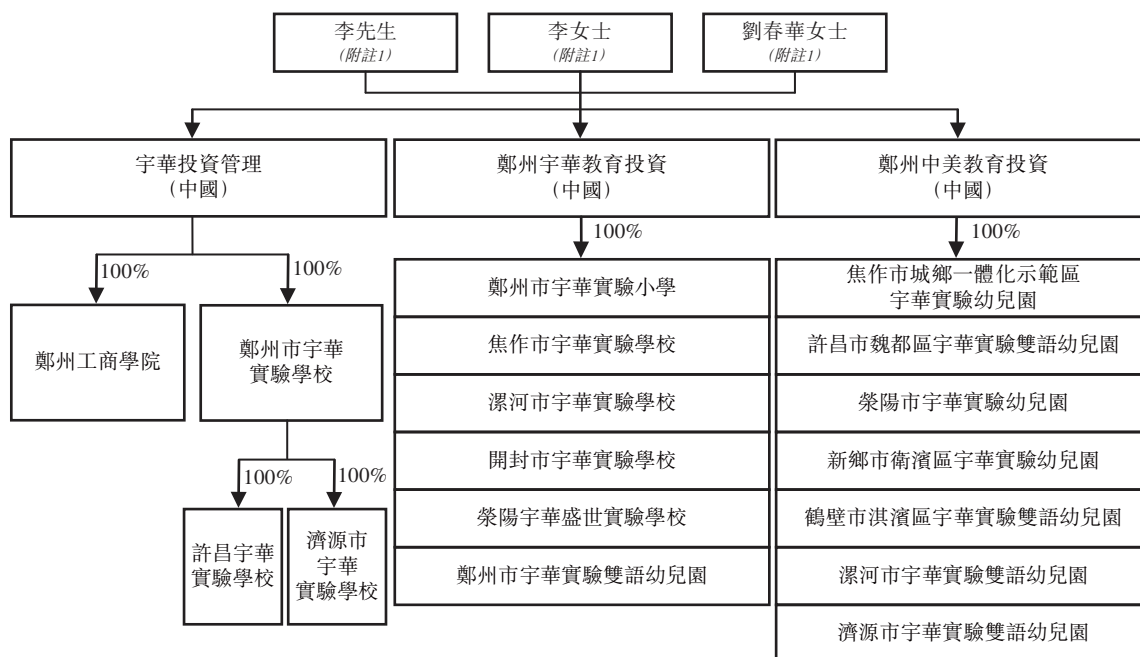 李先生
(附註1)
李女士
(附註1)
劉春華女士
(附註1)
宇華投資管理
(中國)
鄭州宇華教育投資
(中國)
鄭州中美教育投資
(中國)
100%
100%
100%
100%
鄭州工商學院
鄭州市宇華
實驗學校
100%
100%
許昌宇華
實驗學校
濟源市
宇華
實驗學校
鄭州市宇華實驗小學
焦作市宇華實驗學校
漯河市宇華實驗學校
開封市宇華實驗學校
滎陽宇華盛世實驗學校
鄭州市宇華實驗雙語幼兒園
焦作市城鄉一體化示範區
宇華實驗幼兒園
許昌市魏都區宇華實驗雙語幼兒園
滎陽市宇華實驗幼兒園
新鄉市衛濱區宇華實驗幼兒園
鶴壁市淇濱區宇華實驗雙語幼兒園
漯河市宇華實驗雙語幼兒園
濟源市宇華實驗雙語幼兒園